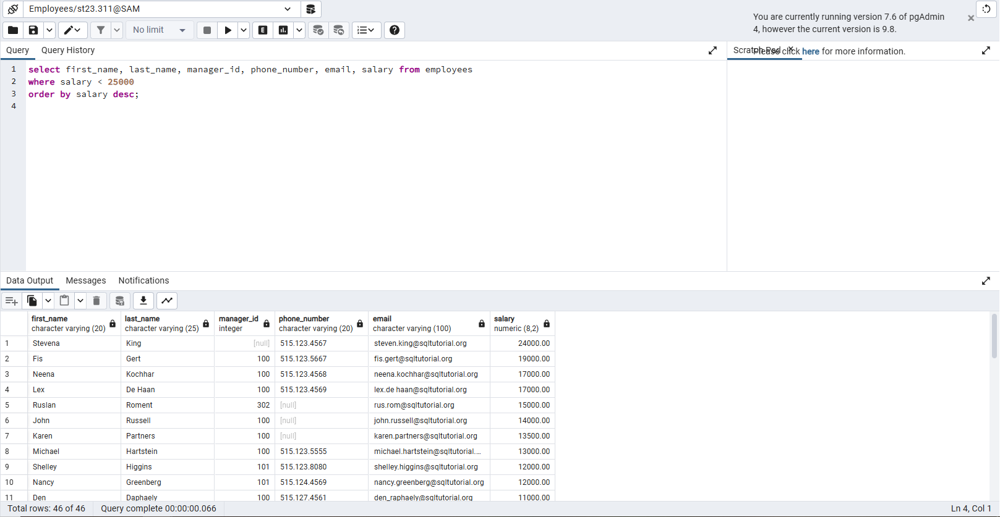 Employees/st23.311@SAM
You are currently running version 7.6 of pgAdmin
4, however the current version is 9.8.
No limit
E
Query Query History
Scratch Pad
Please click here for more information.
1 select first_name, last_name, manager_id, phone_number, email, salary from employees
2 where salary < 25000
3 order by salary desc;
4
Data Output Messages Notifications
first_name last_name manager_id phone_number email salary
character varying (20) character varying (25) integer character varying (20) character varying (100) numeric (8,2)
1 Stevena King [null] 515.123.4567 steven.king@sqltutorial.org 24000.00
2 Fis Gert 100 515.123.5667 fis.gert@sqltutorial.org 19000.00
3 Neena Kochhar 100 515.123.4568 neena.kochhar@sqltutorial.org 17000.00
4 Lex De Haan 100 515.123.4569 lex.de haan@sqltutorial.org 17000.00
5 Ruslan Roment 302 [null] rus.rom@sqltutorial.org 15000.00
6 John Russell 100 [null] john.russell@sqltutorial.org 14000.00
7 Karen Partners 100 [null] karen.partners@sqltutorial.org 13500.00
8 Michael Hartstein 100 515.123.5555 michael.hartstein@sqltutorial.... 13000.00
9 Shelley Higgins 101 515.123.8080 shelley.higgins@sqltutorial.org 12000.00
10 Nancy Greenberg 101 515.124.4569 nancy.greenberg@sqltutorial.org 12000.00
11 Den Daphaely 100 515.127.4561 den_raphaely@sqltutorial.org 11000.00
Total rows: 46 of 46 Query complete 00:00:00.066 Ln 4, Col 1